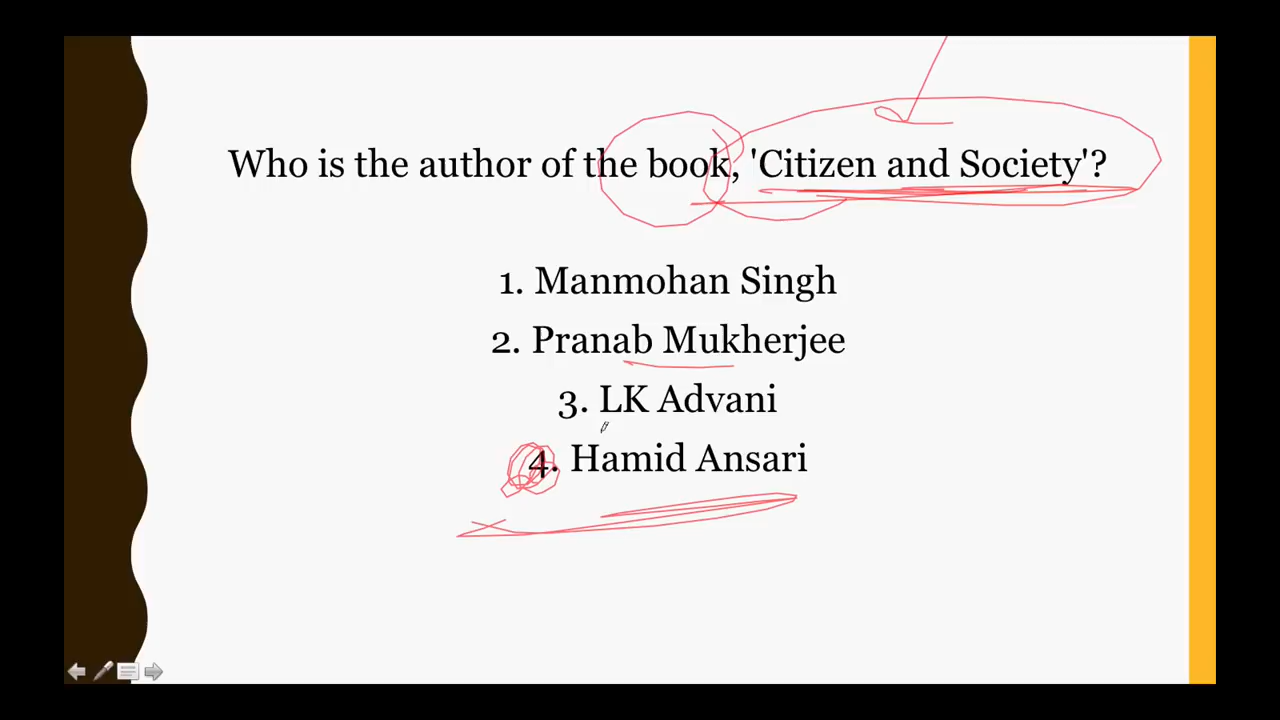 Who is the author of the book, 'Citizen and Society'?
1. Manmohan Singh
2. Pranab Mukherjee
3. LK Advani
4. Hamid Ansari